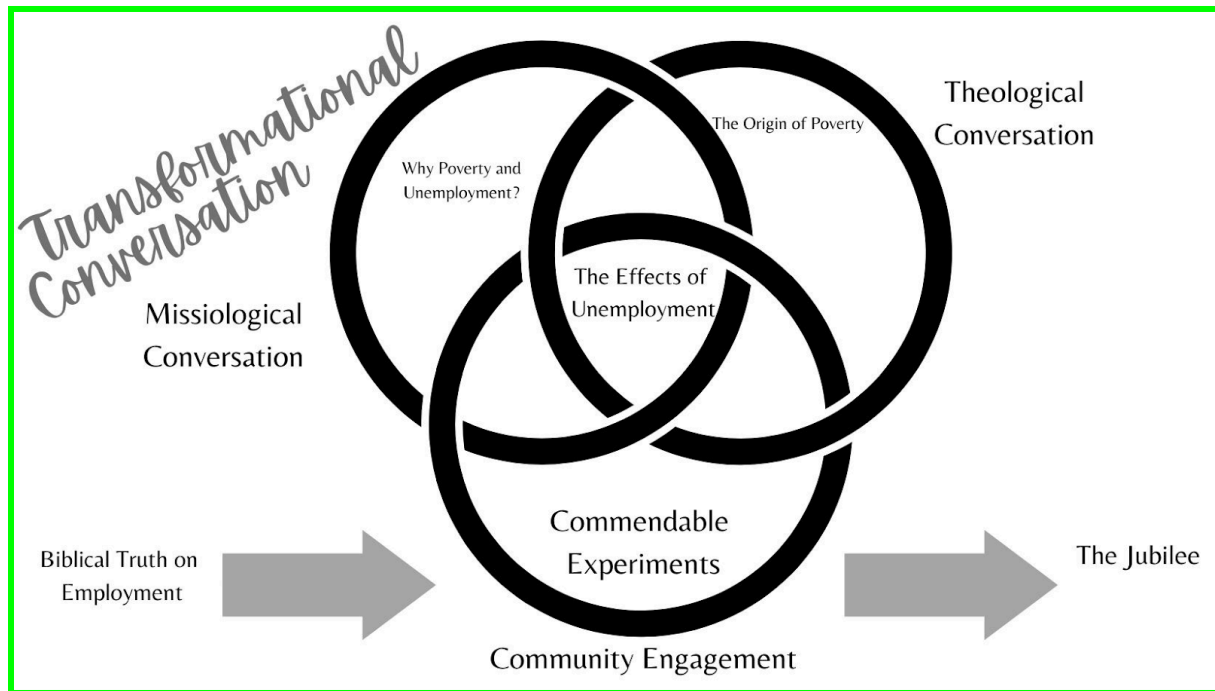 Transformational
Conversation
Theological
Conversation
The Origin of Poverty
Why Poverty and
Unemployment?
The Effects of
Unemployment
Missiological
Conversation
Commendable
Experiments
Biblical Truth on
Employment
The Jubilee
Community Engagement